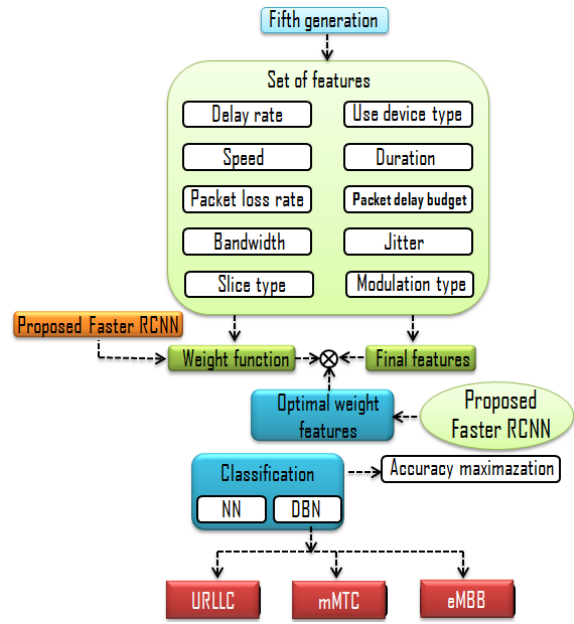 Fifth generation
Set of features
Delay rate
Use device type
Speed
Duration
Packet loss rate
Packet delay budget
Bandwidth
Jitter
Slice type
Modulation type
Proposed Faster RCNN
Weight function
Final features
Optimal weight
features
Proposed
Faster RCNN
Classification
Accuracy maximazation
NN
DBN
URLLC
mMTC
eMBB